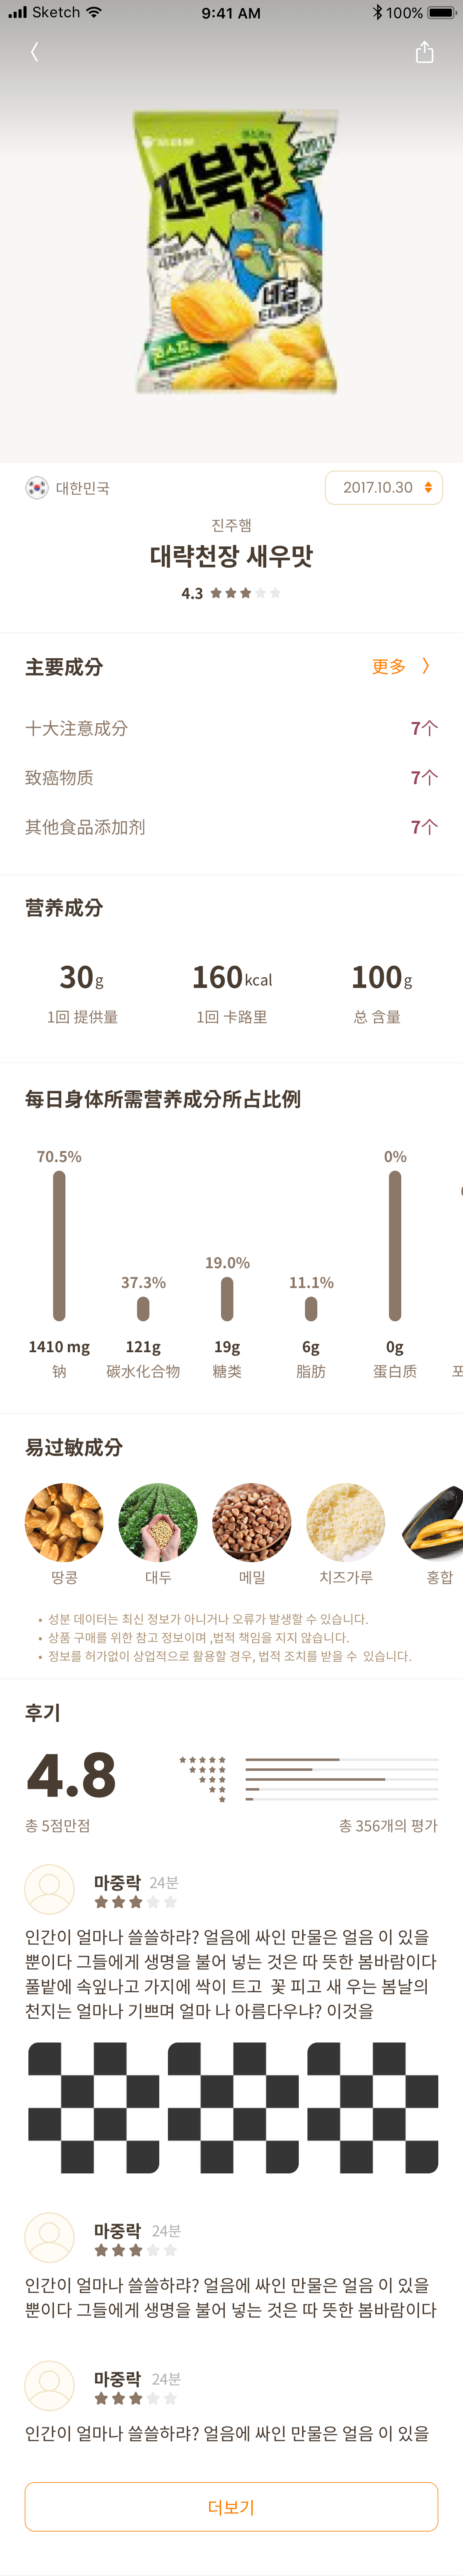 Sketch 9:41 AM 100%
꼬북칩
네겹
대한민국
2017.10.30
진주햄
대략천장 새우맛
4.3
主要成分 更多
十大注意成分 7个
致癌物质 7个
其他食品添加剂 7个
营养成分
30g 160kcal 100g
1回 提供量 1回 卡路里 总 含量
每日身体所需营养成分所占比例
70.5% 0%
19.0%
37.3% 11.1%
1410 mg 121g 19g 6g 0g
钠 碳水化合物 糖类 脂肪 蛋白质
易过敏成分
땅콩 대두 메밀 치즈가루 홍합
• 성분 데이터는 최신 정보가 아니거나 오류가 발생할 수 있습니다.
• 상품 구매를 위한 참고 정보이며 ,법적 책임을 지지 않습니다.
• 정보를 허가없이 상업적으로 활용할 경우, 법적 조치를 받을 수 있습니다.
후기
4.8
총 5점만점 총 356개의 평가
마중락 24분
인간이 얼마나 쓸쓸하랴? 얼음에 싸인 만물은 얼음 이 있을
뿐이다 그들에게 생명을 불어 넣는 것은 따 뜻한 봄바람이다
풀밭에 속잎나고 가지에 싹이 트고 꽃 피고 새 우는 봄날의
천지는 얼마나 기쁘며 얼마 나 아름다우냐? 이것을
마중락 24분
인간이 얼마나 쓸쓸하랴? 얼음에 싸인 만물은 얼음 이 있을
뿐이다 그들에게 생명을 불어 넣는 것은 따 뜻한 봄바람이다
마중락 24분
인간이 얼마나 쓸쓸하랴? 얼음에 싸인 만물은 얼음 이 있을
더보기